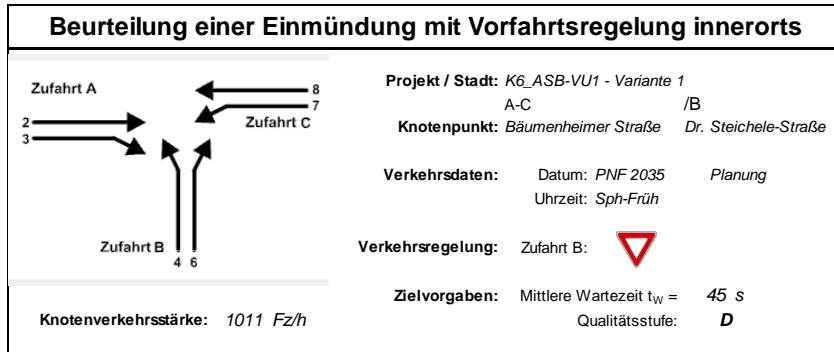 Beurteilung einer Einmündung mit Vorfahrtsregelung innerorts
Zufahrt A
8
7
Zufahrt C
2
3
Zufahrt B
4 6
Knotenverkehrsstärke: 1011 Fz/h
Projekt / Stadt: K6_ASB-VU1 - Variante 1
A-C /B
Knotenpunkt: Bäumenheimer Straße Dr. Steichele-Straße
Verkehrsdaten: Datum: PNF 2035 Planung
Uhrzeit: Sph-Früh
Verkehrsregelung: Zufahrt B:
Zielvorgaben: Mittlere Wartezeit tW = 45 s
Qualitätsstufe: D